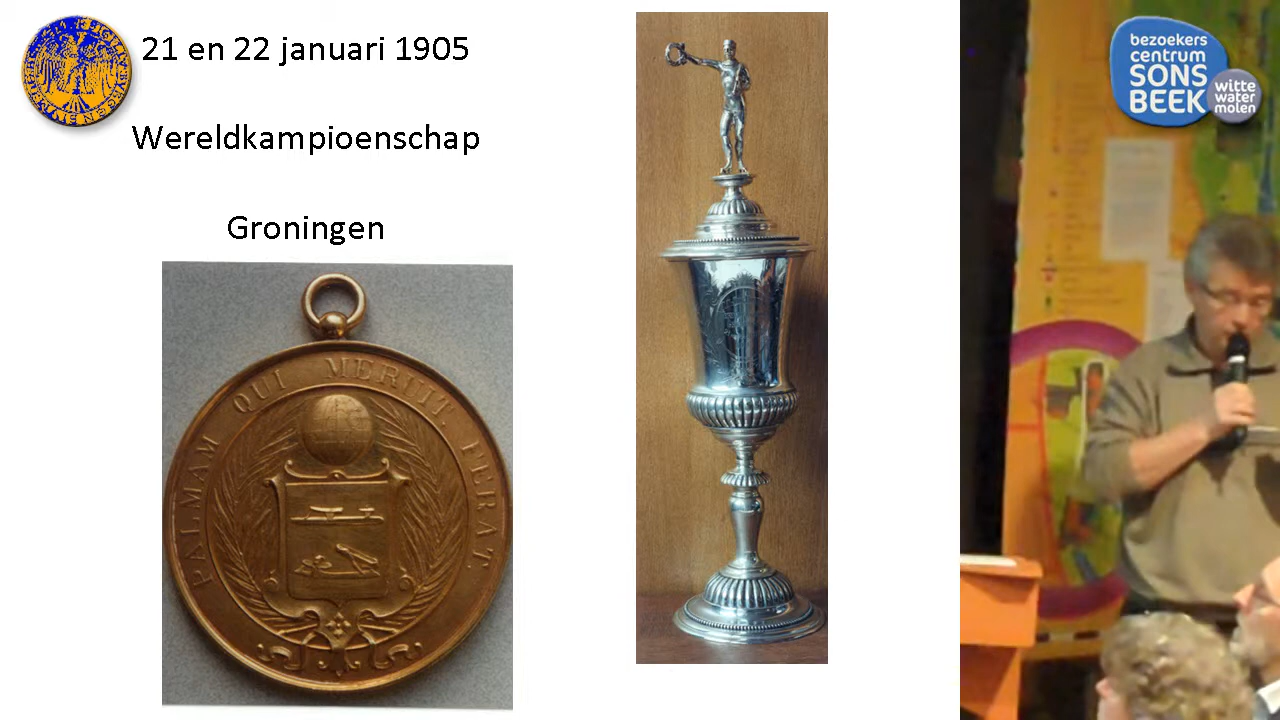 21 en 22 januari 1905
Wereldkampioenschap
Groningen
PALMAM QUI MERUIT, FERAT.
bezoekers
centrum
SONS
BEEK
witte
water
molen